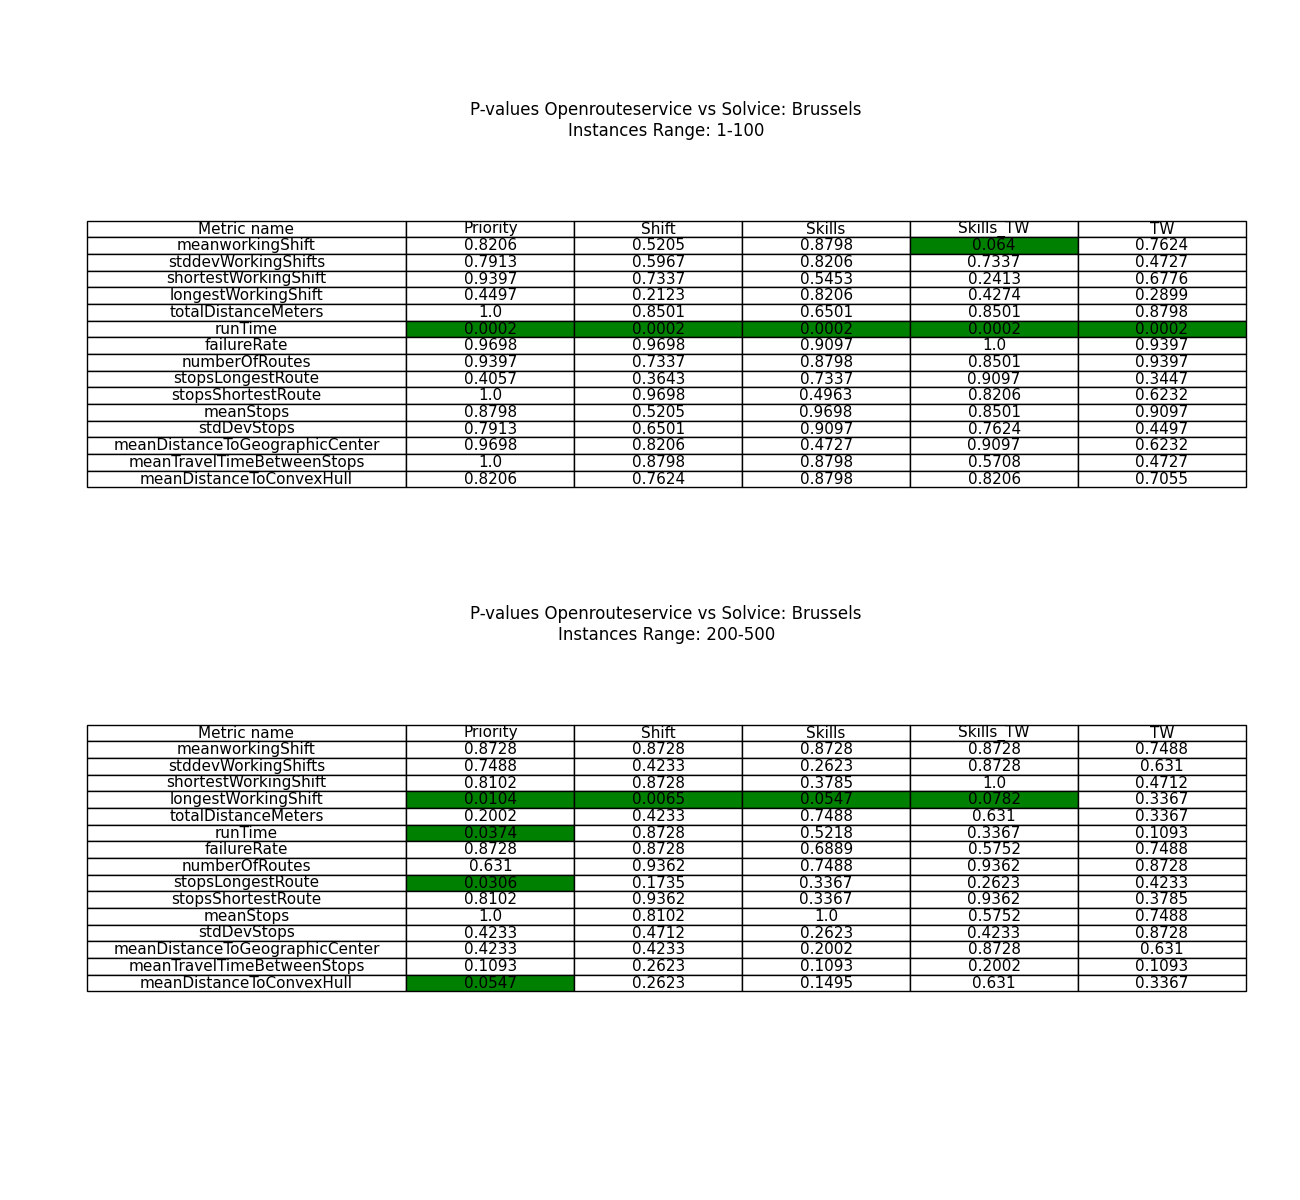 P-values Openrouteservice vs Solvice: Brussels
Instances Range: 1-100
Metric name Priority Shift Skills Skills_TW TW
meanworkingShift 0.8206 0.5205 0.8798 0.064 0.7624
stddevWorkingShifts 0.7913 0.5967 0.8206 0.7337 0.4727
shortestWorkingShift 0.9397 0.7337 0.5453 0.2413 0.6776
longestWorkingShift 0.4497 0.2123 0.8206 0.4274 0.2899
totalDistanceMeters 1.0 0.8501 0.6501 0.8501 0.8798
runTime 0.0002 0.0002 0.0002 0.0002 0.0002
failureRate 0.9698 0.9698 0.9097 1.0 0.9397
numberOfRoutes 0.9397 0.7337 0.8798 0.8501 0.9397
stopsLongestRoute 0.4057 0.3643 0.7337 0.9097 0.3447
stopsShortestRoute 1.0 0.9698 0.4963 0.8206 0.6232
meanStops 0.8798 0.5205 0.9698 0.8501 0.9097
stdDevStops 0.7913 0.6501 0.9097 0.7624 0.4497
meanDistanceToGeographicCenter 0.9698 0.8206 0.4727 0.9097 0.6232
meanTravelTimeBetweenStops 1.0 0.8798 0.8798 0.5708 0.4727
meanDistanceToConvexHull 0.8206 0.7624 0.8798 0.8206 0.7055
P-values Openrouteservice vs Solvice: Brussels
Instances Range: 200-500
Metric name Priority Shift Skills Skills_TW TW
meanworkingShift 0.8728 0.8728 0.8728 0.8728 0.7488
stddevWorkingShifts 0.7488 0.4233 0.2623 0.8728 0.631
shortestWorkingShift 0.8102 0.8728 0.3785 1.0 0.4712
longestWorkingShift 0.0104 0.0065 0.0547 0.0782 0.3367
totalDistanceMeters 0.2002 0.4233 0.7488 0.631 0.3367
runTime 0.0374 0.8728 0.5218 0.3367 0.1093
failureRate 0.8728 0.8728 0.6889 0.5752 0.7488
numberOfRoutes 0.631 0.9362 0.7488 0.9362 0.8728
stopsLongestRoute 0.0306 0.1735 0.3367 0.2623 0.4233
stopsShortestRoute 0.8102 0.9362 0.3367 0.9362 0.3785
meanStops 1.0 0.8102 1.0 0.5752 0.7488
stdDevStops 0.4233 0.4712 0.2623 0.4233 0.8728
meanDistanceToGeographicCenter 0.4233 0.4233 0.2002 0.8728 0.631
meanTravelTimeBetweenStops 0.1093 0.2623 0.1093 0.2002 0.1093
meanDistanceToConvexHull 0.0547 0.2623 0.1495 0.631 0.3367